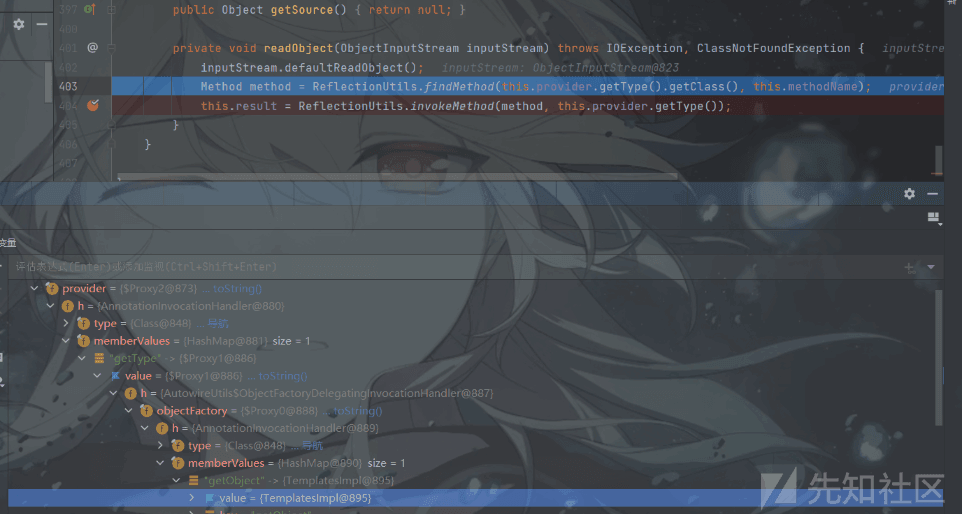 397 public Object getSource() { return null; }
400
401 @ private void readObject(ObjectInputStream inputStream) throws IOException, ClassNotFoundException { inputStre
402 inputStream.defaultReadObject(); inputStream: ObjectInputStream@823
403 Method method = ReflectionUtils.findMethod(this.provider.getType().getClass(), this.methodName); provider
404 this.result = ReflectionUtils.invokeMethod(method, this.provider.getType());
405 }
406 }
407
变量
评估表达式(Enter)或添加监视(Ctrl+Shift+Enter)
provider = {$Proxy2@873} ... toString()
h = {AnnotationInvocationHandler@880}
type = {Class@848} ... 导航
memberValues = {HashMap@881} size = 1
"getType" -> {$Proxy1@886}
value = {$Proxy1@886} ... toString()
h = {AutowireUtils$ObjectFactoryDelegatingInvocationHandler@887}
objectFactory = {$Proxy0@888} ... toString()
h = {AnnotationInvocationHandler@889}
type = {Class@848} ... 导航
memberValues = {HashMap@890} size = 1
"getObject" -> {TemplatesImpl@895}
value = {TemplatesImpl@895}
先知社区